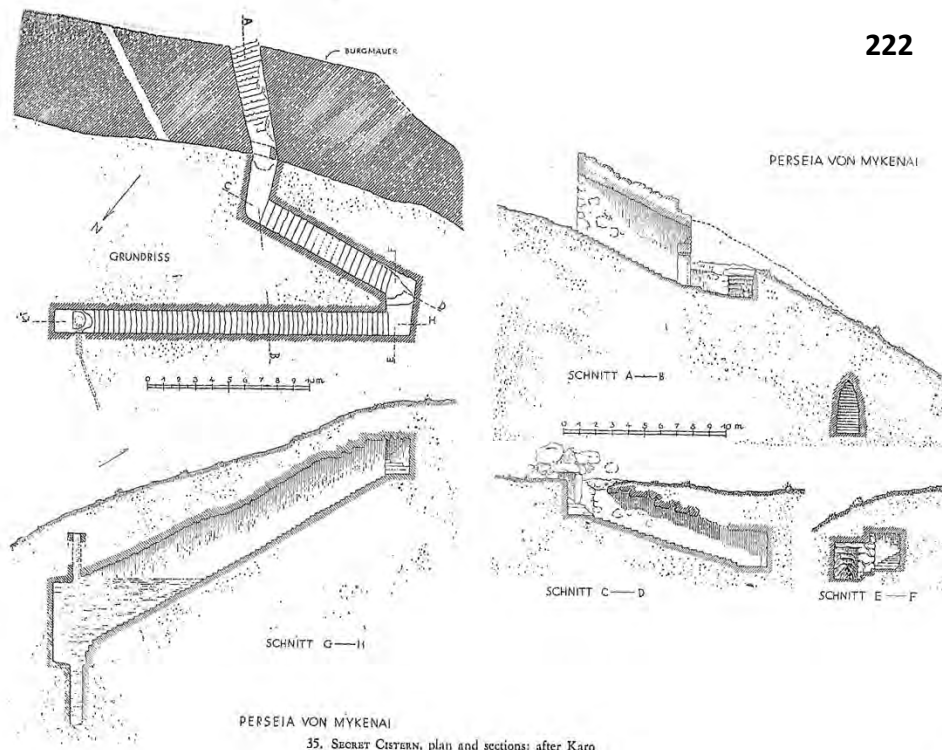 222
A
BURGMAUER
PERSEIA VON MYKENAI
C
N
F
GRUNDRISS
D
G
H
B
E
0 1 2 3 4 5 6 7 8 9 10 m
SCHNITT A—B
0 1 2 3 4 5 6 7 8 9 10 m
SCHNITT C—D
SCHNITT E—F
SCHNITT G—H
PERSEIA VON MYKENAI
35. SECRET CISTERN, plan and sections; after Karo